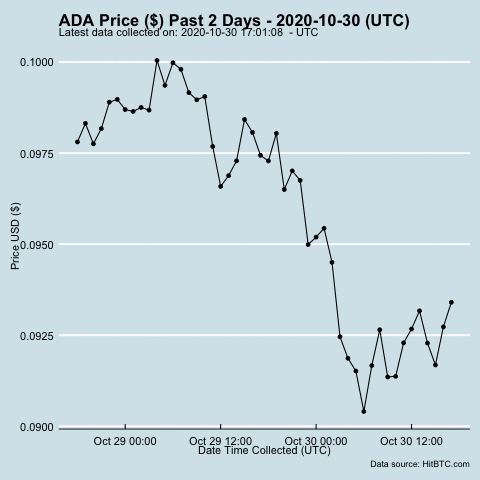 ADA Price ($) Past 2 Days - 2020-10-30 (UTC)
Latest data collected on: 2020-10-30 17:01:08 - UTC
0.1000
0.0975
0.0950
0.0925
0.0900
Price USD ($)
Oct 29 00:00 Oct 29 12:00 Oct 30 00:00 Oct 30 12:00
Date Time Collected (UTC)
Data source: HitBTC.com